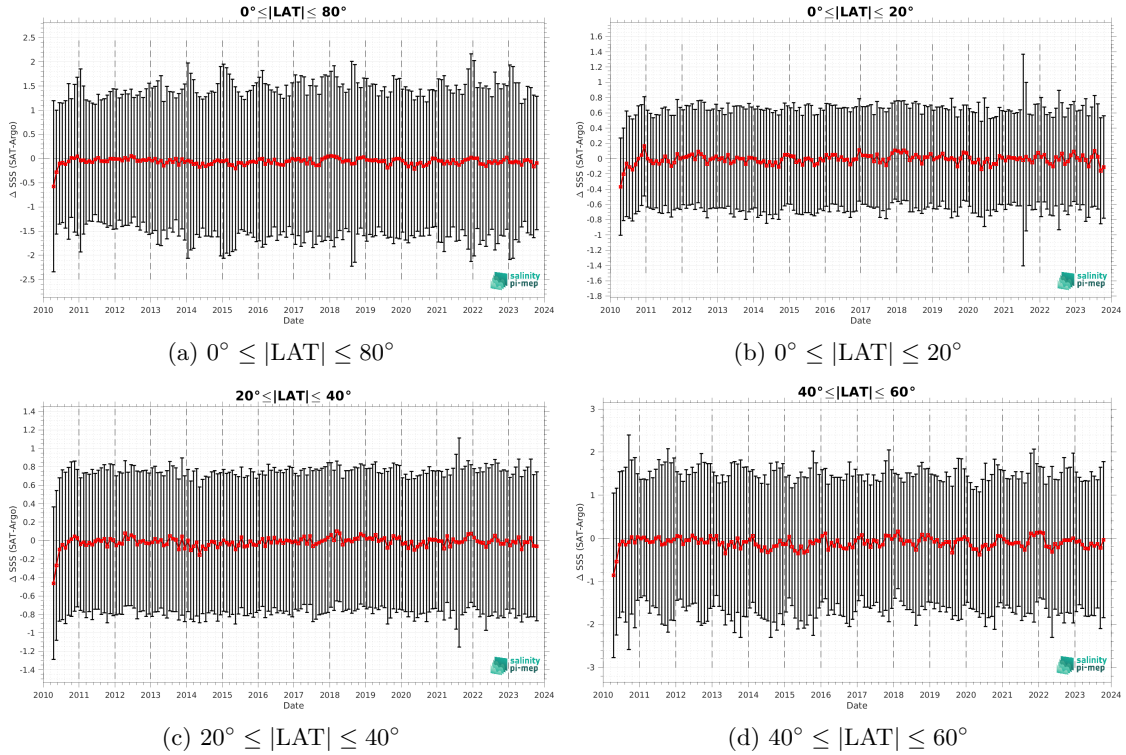 0°≤|LAT|≤ 80°
Δ SSS (SAT-Argo)
2.5
2
1.5
1
0.5
0
-0.5
-1
-1.5
-2
-2.5
2010 2011 2012 2013 2014 2015 2016 2017 2018 2019 2020 2021 2022 2023 2024
Date
salinity
pi-mep
(a) 0° ≤ |LAT| ≤ 80°
0°≤|LAT|≤ 20°
Δ SSS (SAT-Argo)
1.6
1.4
1.2
1
0.8
0.6
0.4
0.2
0
-0.2
-0.4
-0.6
-0.8
-1
-1.2
-1.4
-1.6
-1.8
2010 2011 2012 2013 2014 2015 2016 2017 2018 2019 2020 2021 2022 2023 2024
Date
salinity
pi-mep
(b) 0° ≤ |LAT| ≤ 20°
20°≤|LAT|≤ 40°
Δ SSS (SAT-Argo)
1.4
1.2
1
0.8
0.6
0.4
0.2
0
-0.2
-0.4
-0.6
-0.8
-1
-1.2
-1.4
2010 2011 2012 2013 2014 2015 2016 2017 2018 2019 2020 2021 2022 2023 2024
Date
salinity
pi-mep
(c) 20° ≤ |LAT| ≤ 40°
40°≤|LAT|≤ 60°
Δ SSS (SAT-Argo)
3
2
1
0
-1
-2
-3
2010 2011 2012 2013 2014 2015 2016 2017 2018 2019 2020 2021 2022 2023 2024
Date
salinity
pi-mep
(d) 40° ≤ |LAT| ≤ 60°